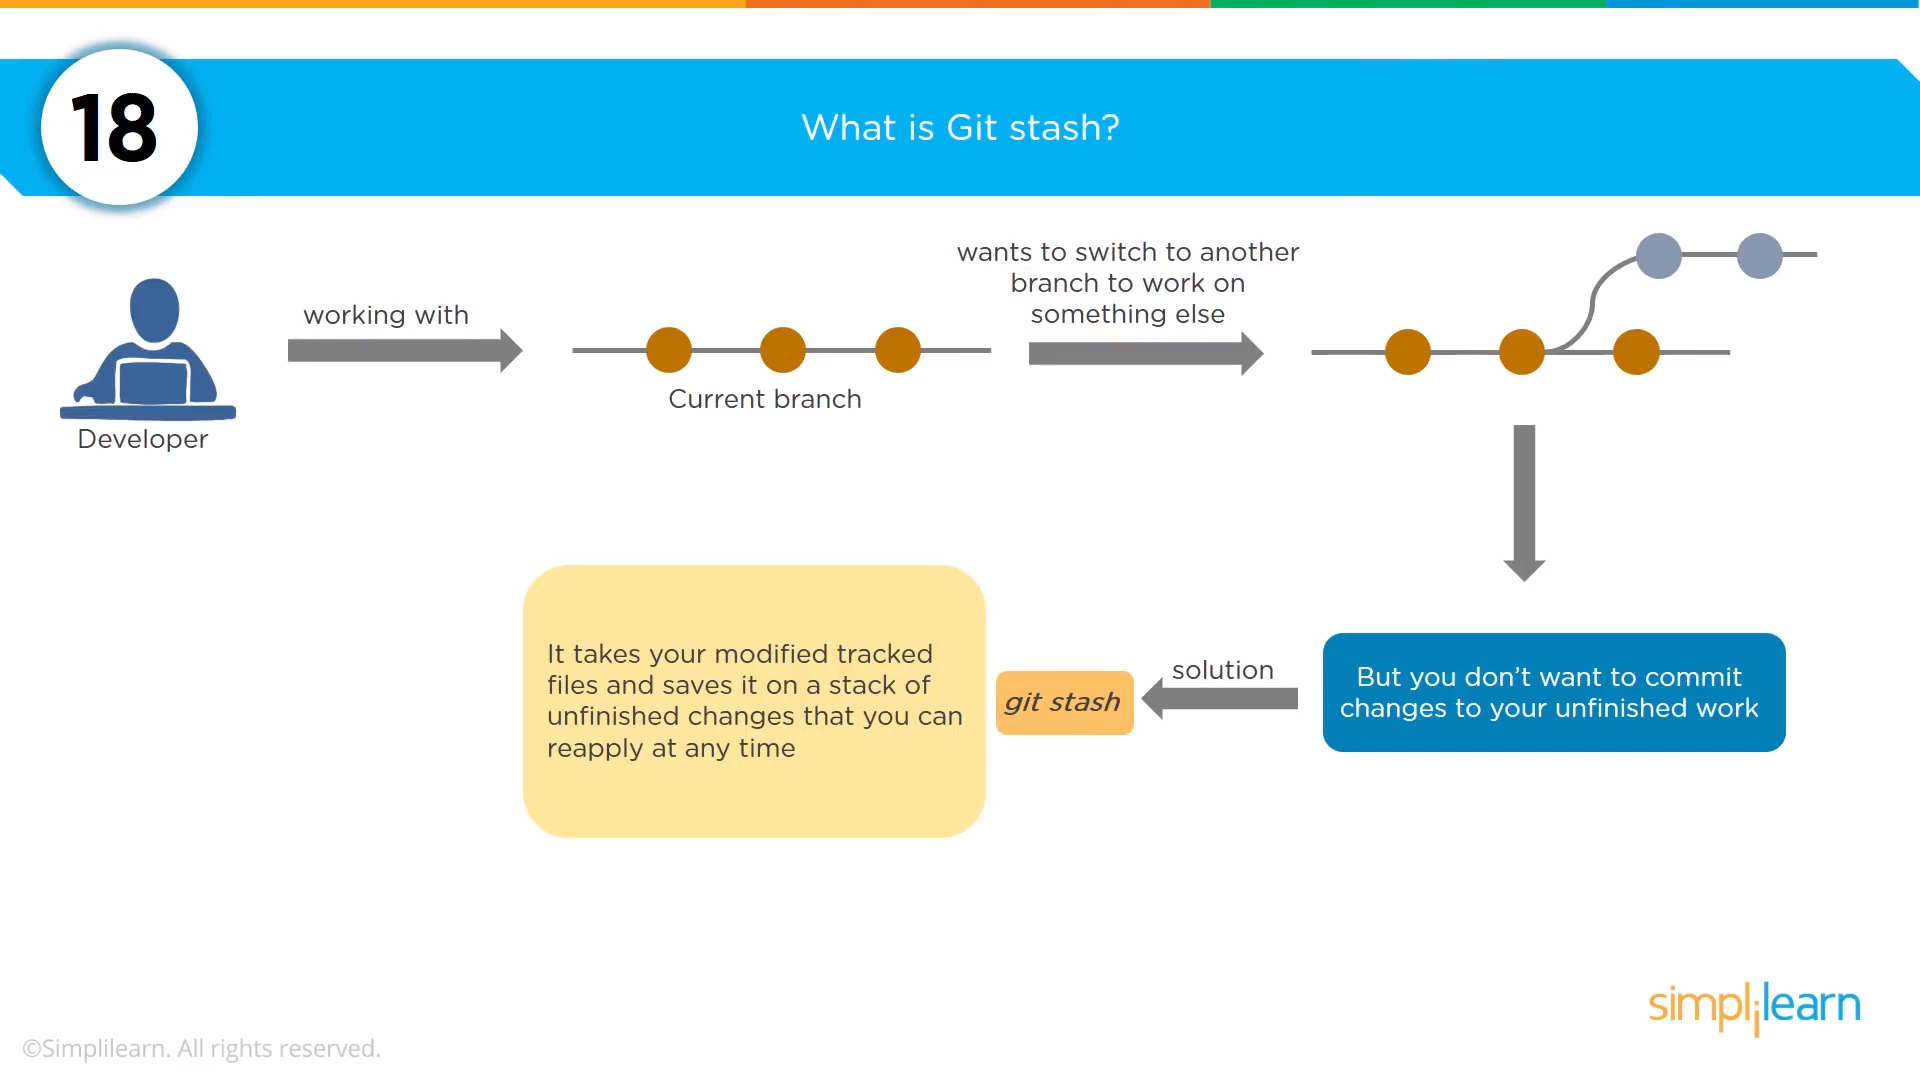 18
What is Git stash?
Developer
working with
Current branch
wants to switch to another
branch to work on
something else
But you don’t want to commit
changes to your unfinished work
solution
git stash
It takes your modified tracked
files and saves it on a stack of
unfinished changes that you can
reapply at any time
simplilearn
©Simplilearn. All rights reserved.